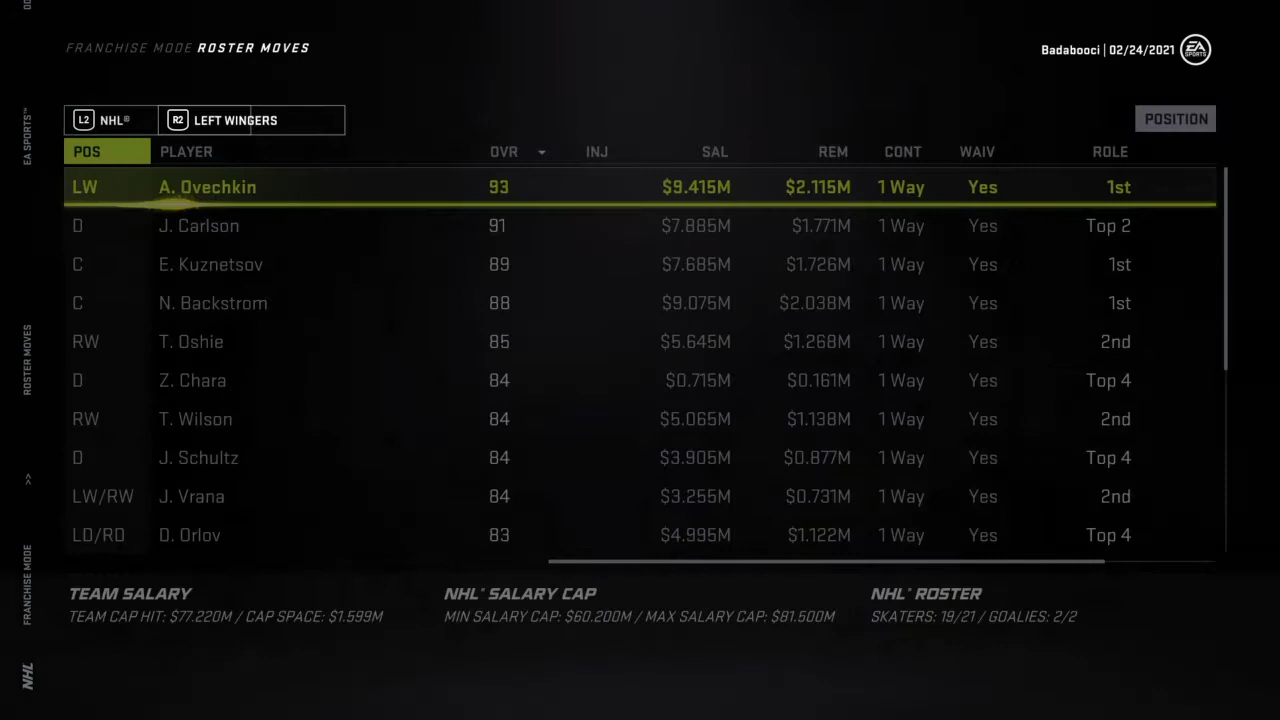 FRANCHISE MODE ROSTER MOVES
Badabooci | 02/24/2021 EA SPORTS
L2 NHL® R2 LEFT WINGERS
POSITION
POS PLAYER OVR INJ SAL REM CONT WAIV ROLE
LW A. Ovechkin 93 $9.415M $2.115M 1 Way Yes 1st
D J. Carlson 91 $7.885M $1.771M 1 Way Yes Top 2
C E. Kuznetsov 89 $7.685M $1.726M 1 Way Yes 1st
C N. Backstrom 88 $9.075M $2.038M 1 Way Yes 1st
RW T. Oshie 85 $5.645M $1.268M 1 Way Yes 2nd
D Z. Chara 84 $0.715M $0.161M 1 Way Yes Top 4
RW T. Wilson 84 $5.065M $1.138M 1 Way Yes 2nd
D J. Schultz 84 $3.905M $0.877M 1 Way Yes Top 4
LW/RW J. Vrana 84 $3.255M $0.731M 1 Way Yes 2nd
LD/RD D. Orlov 83 $4.995M $1.122M 1 Way Yes Top 4
TEAM SALARY
TEAM CAP HIT: $77.220M / CAP SPACE: $1.599M
NHL® SALARY CAP
MIN SALARY CAP: $60.200M / MAX SALARY CAP: $81.500M
NHL® ROSTER
SKATERS: 19/21 / GOALIES: 2/2
NHL FRANCHISE MODE >> ROSTER MOVES EA SPORTS™